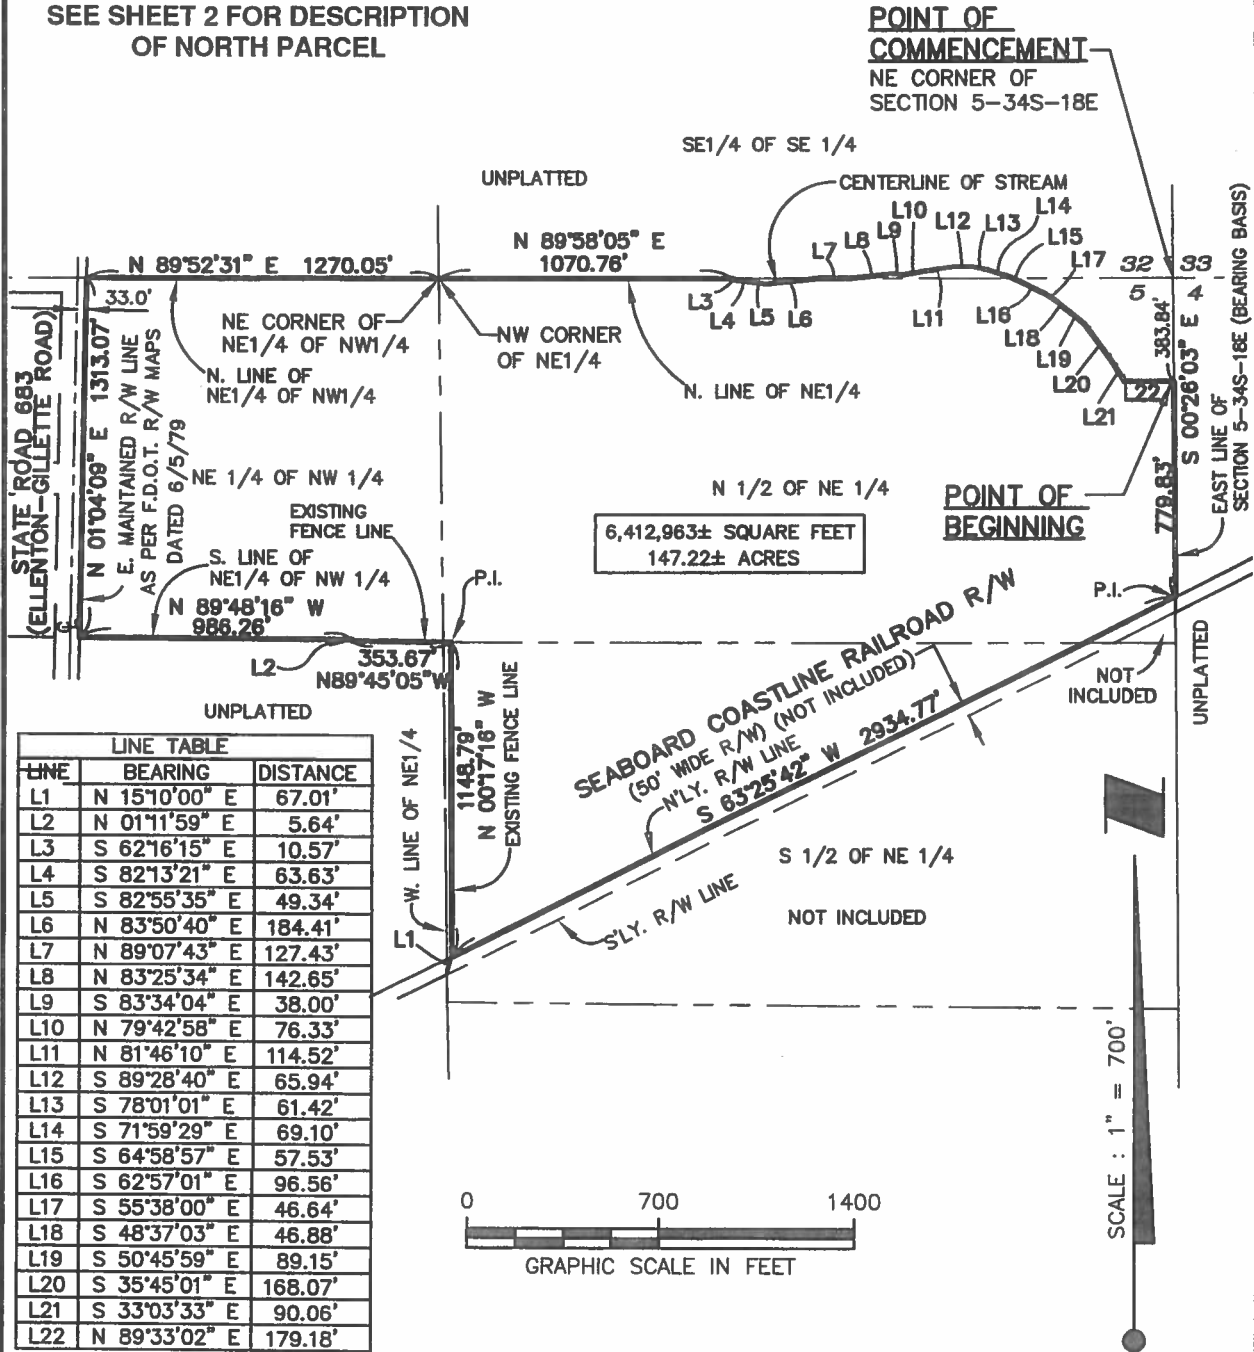 SEE SHEET 2 FOR DESCRIPTION
OF NORTH PARCEL
POINT OF
COMMENCEMENT
NE CORNER OF
SECTION 5-34S-18E
SE1/4 OF SE 1/4
UNPLATTED
CENTERLINE OF STREAM
N 89°52'31" E 1270.05'
N 89°58'05" E
1070.76'
L3
L4
L5
L6
L7
L8
L9
L10
L11
L12
L13
L14
L15
L16
L17
L18
L19
L20
L21
L22
32 33
5 4
33.0'
NE CORNER OF
NE1/4 OF NW1/4
NW CORNER
OF NE1/4
N. LINE OF
NE1/4 OF NW1/4
N. LINE OF NE1/4
STATE ROAD 683
(ELLENTON-GILLETTE ROAD)
N 01°04'09" E 1313.07'
E. MAINTAINED R/W LINE
AS PER F.D.O.T. R/W MAPS
DATED 6/5/79
383.84'
S 00°26'03" E
779.83'
EAST LINE OF
SECTION 5-34S-18E (BEARING BASIS)
NE 1/4 OF NW 1/4
N 1/2 OF NE 1/4
POINT OF
BEGINNING
EXISTING
FENCE LINE
6,412,963± SQUARE FEET
147.22± ACRES
S. LINE OF
NE1/4 OF NW 1/4
P.I.
P.I.
N 89°48'16" W
986.26'
L2
353.67'
N89°45'05"W
UNPLATTED
NOT
INCLUDED
UNPLATTED
SEABOARD COASTLINE RAILROAD R/W
(50' WIDE R/W) (NOT INCLUDED)
N'LY. R/W LINE
S 63°25'42" W 2934.77'
S'LY. R/W LINE
W. LINE OF NE1/4
1148.79'
N 00°17'16" W
EXISTING FENCE LINE
L1
S 1/2 OF NE 1/4
NOT INCLUDED
LINE TABLE
LINE BEARING DISTANCE
L1 N 15°10'00" E 67.01'
L2 N 01°11'59" E 5.64'
L3 S 62°16'15" E 10.57'
L4 S 82°13'21" E 63.63'
L5 S 82°55'35" E 49.34'
L6 N 83°50'40" E 184.41'
L7 N 89°07'43" E 127.43'
L8 N 83°25'34" E 142.65'
L9 S 83°34'04" E 38.00'
L10 N 79°42'58" E 76.33'
L11 N 81°46'10" E 114.52'
L12 S 89°28'40" E 65.94'
L13 S 78°01'01" E 61.42'
L14 S 71°59'29" E 69.10'
L15 S 64°58'57" E 57.53'
L16 S 62°57'01" E 96.56'
L17 S 55°38'00" E 46.64'
L18 S 48°37'03" E 46.88'
L19 S 50°45'59" E 89.15'
L20 S 35°45'01" E 168.07'
L21 S 33°03'33" E 90.06'
L22 N 89°33'02" E 179.18'
0 700 1400
GRAPHIC SCALE IN FEET
SCALE : 1" = 700'